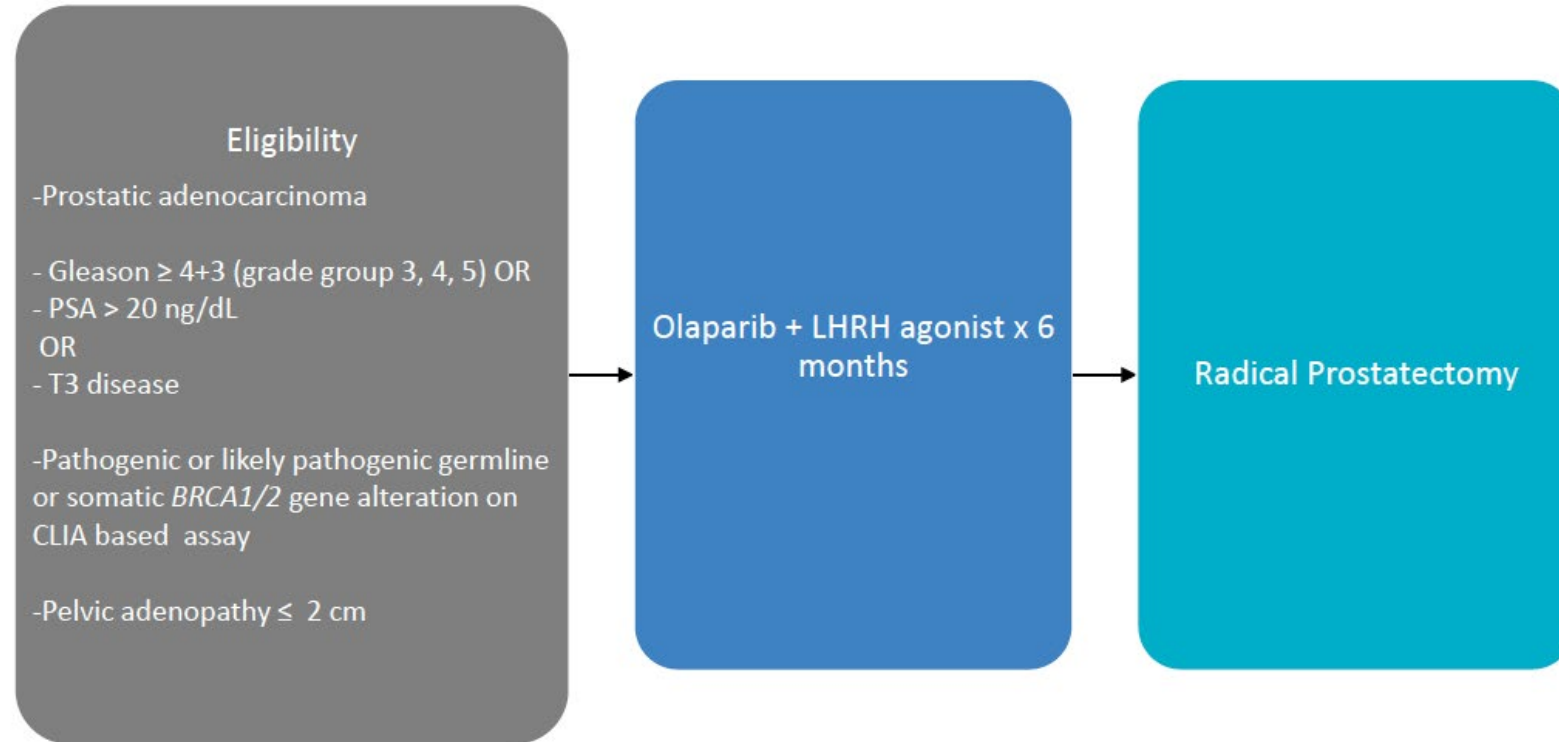 Eligibility
-Prostatic adenocarcinoma
- Gleason ≥ 4+3 (grade group 3, 4, 5) OR
- PSA > 20 ng/dL
OR
- T3 disease
-Pathogenic or likely pathogenic germline
or somatic BRCA1/2 gene alteration on
CLIA based  assay
-Pelvic adenopathy ≤  2 cm
Olaparib + LHRH agonist x 6
months
Radical Prostatectomy